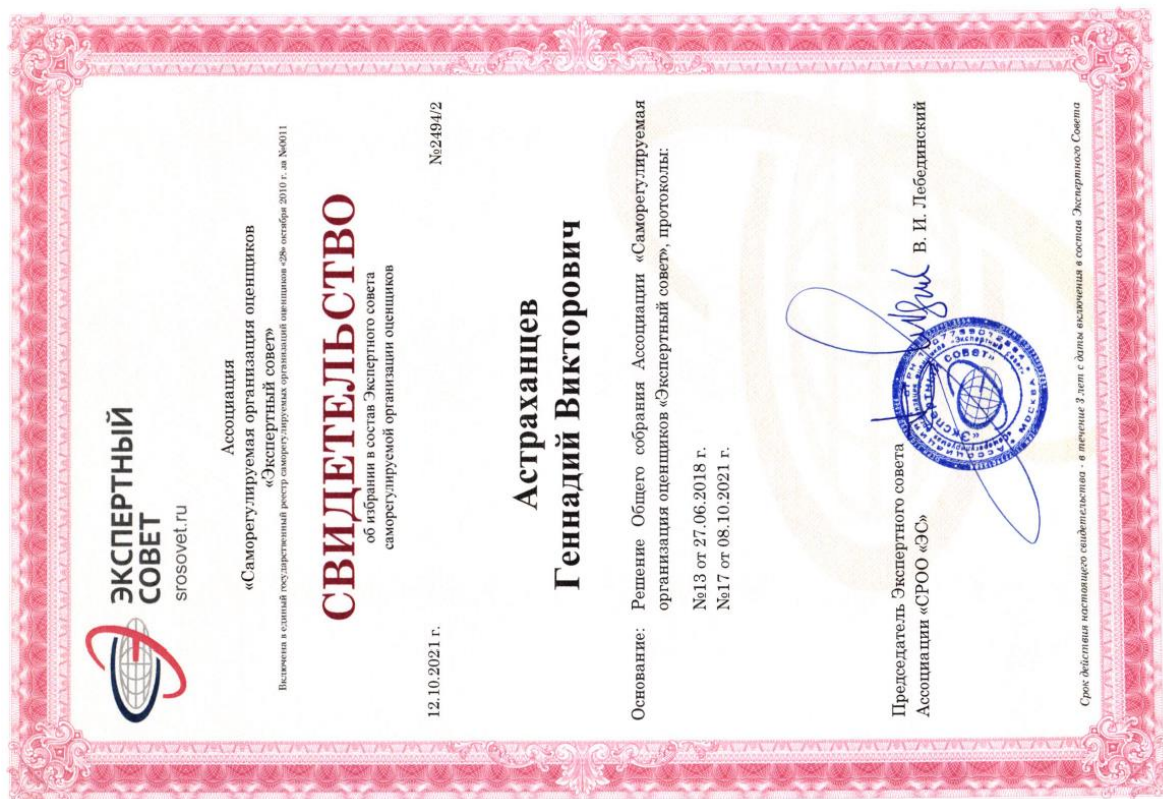 ЭКСПЕРТНЫЙ
СОВЕТ
srosovet.ru
Ассоциация
«Саморегулируемая организация оценщиков
«Экспертный совет»
Включена в единый государственный реестр саморегулируемых организаций оценщиков «28» октября 2010 г. за №0011
СВИДЕТЕЛЬСТВО
об избрании в состав Экспертного совета
саморегулируемой организации оценщиков
12.10.2021 г. №2494/2
Астраханцев
Геннадий Викторович
Основание: Решение Общего собрания Ассоциации «Саморегулируемая
организация оценщиков «Экспертный совет», протоколы:
№13 от 27.06.2018 г.
№17 от 08.10.2021 г.
Председатель Экспертного совета
Ассоциации «СРОО «ЭС» В. И. Лебединский
«ЭКСПЕРТНЫЙ СОВЕТ»
МОСКВА
Срок действия настоящего свидетельства - в течение 3 лет с даты включения в состав Экспертного Совета